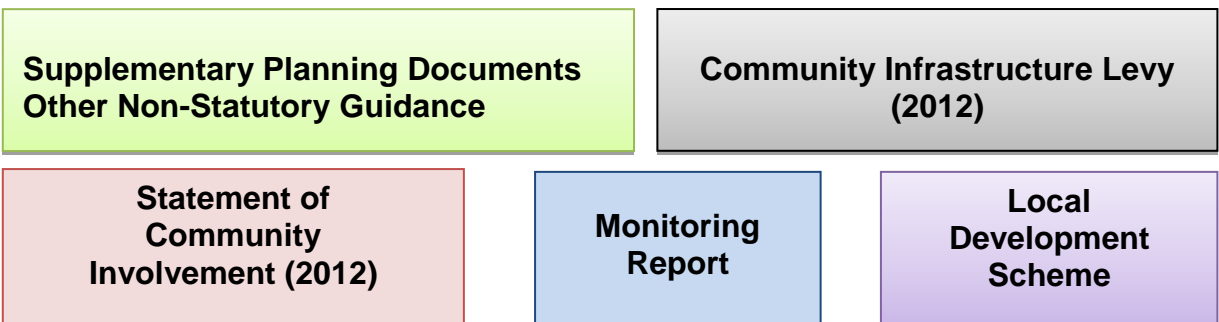 Supplementary Planning Documents
Other Non-Statutory Guidance
Community Infrastructure Levy
(2012)
Statement of
Community
Involvement (2012)
Monitoring
Report
Local
Development
Scheme